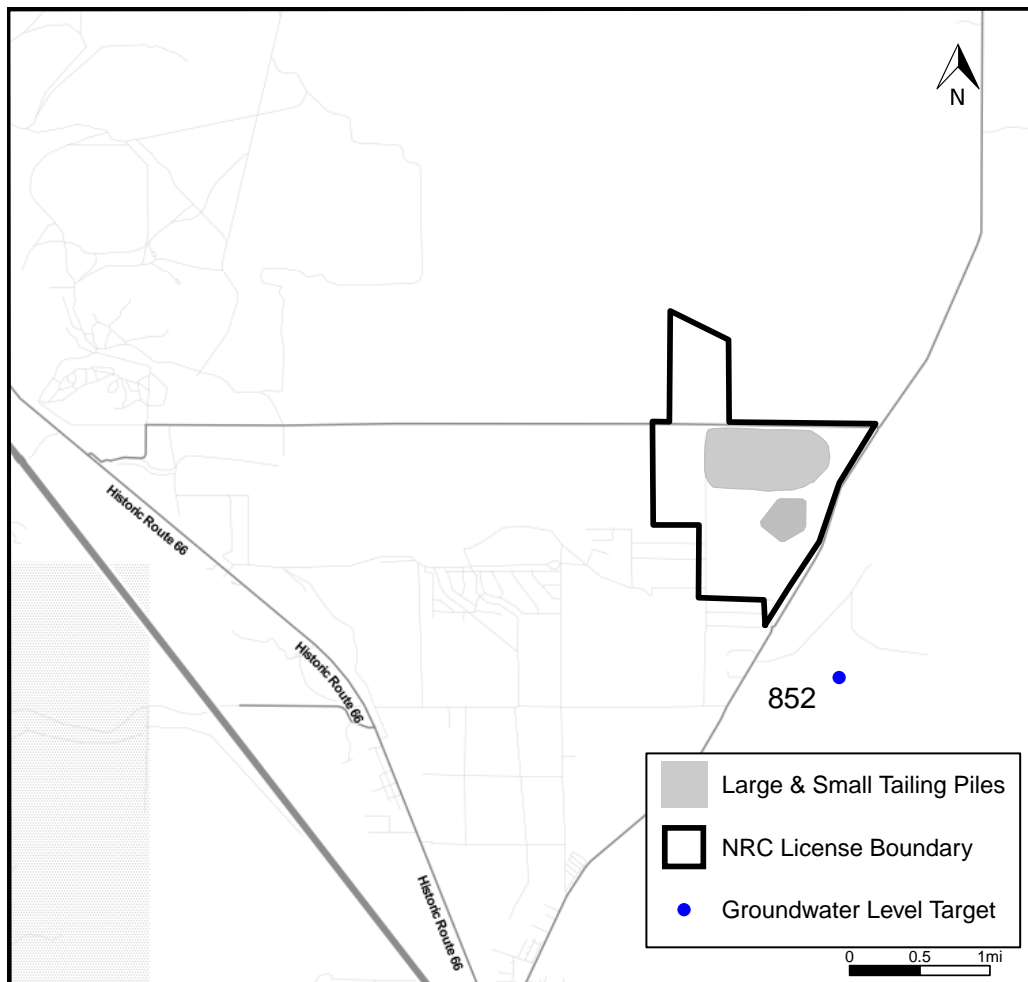 N
Historic Route 66
Historic Route 66
852
Large & Small Tailing Piles
NRC License Boundary
Historic Route 66
Groundwater Level Target
0 0.5 1mi